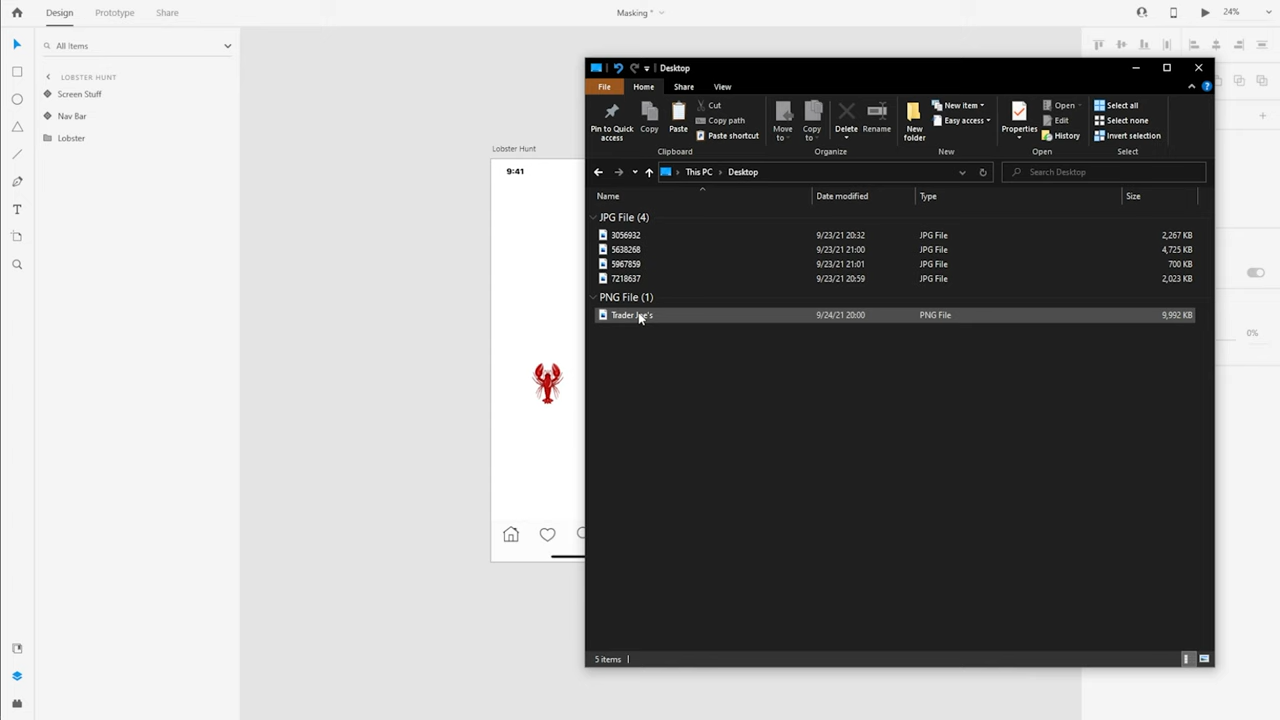 Design Prototype Share
Masking *
24%
All Items
LOBSTER HUNT
Screen Stuff
Nav Bar
Lobster
Lobster Hunt
9:41
Desktop
File Home Share View
Pin to Quick access
Copy
Paste
Cut
Copy path
Paste shortcut
Clipboard
Move to
Copy to
Delete
Rename
Organize
New folder
New item
Easy access
New
Properties
Open
Edit
History
Open
Select all
Select none
Invert selection
Select
This PC Desktop
Search Desktop
Name Date modified Type Size
JPG File (4)
3056932 9/23/21 20:32 JPG File 2,267 KB
5638268 9/23/21 21:00 JPG File 4,725 KB
5967859 9/23/21 21:01 JPG File 700 KB
7218637 9/23/21 20:59 JPG File 2,023 KB
PNG File (1)
Trader Joe's 9/24/21 20:00 PNG File 9,992 KB
0%
5 items